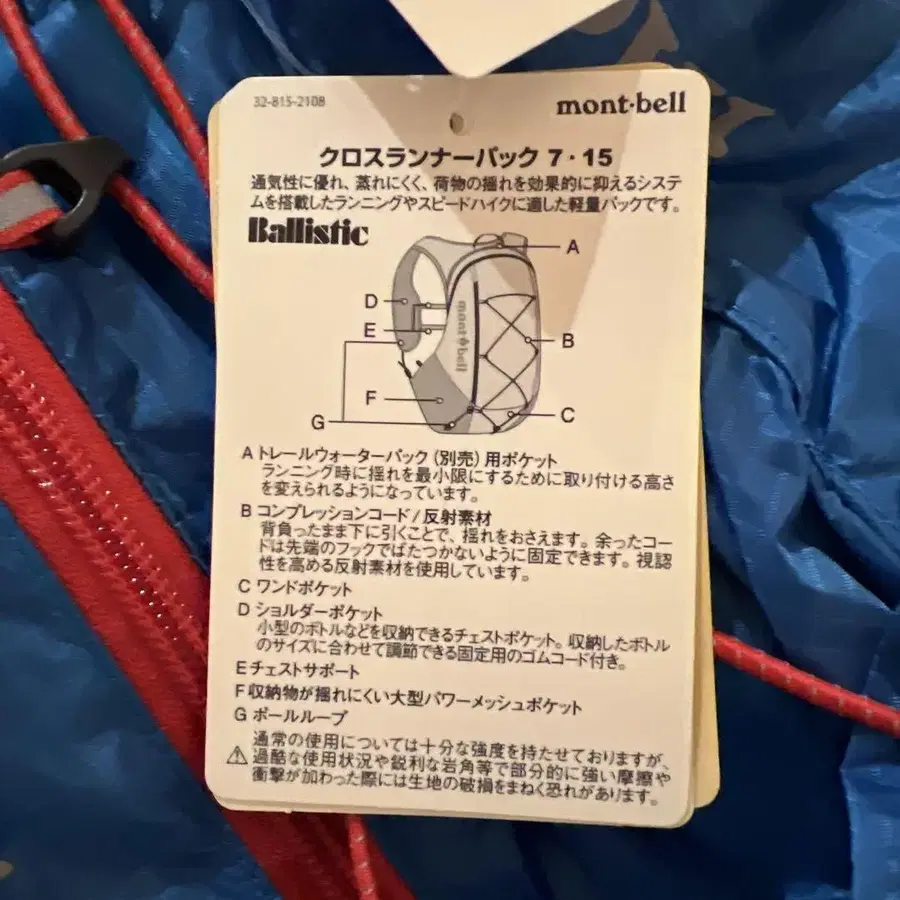 32-815-2108
mont-bell
クロスランナーパック 7・15
通気性に優れ、蒸れにくく、荷物の揺れを効果的に抑えるシステ
ムを搭載したランニングやスピードハイクに適した軽量パックです。
Ballistic
A
D
E
mont-bell
B
F
C
G
A トレールウォーターパック（別売）用ポケット
ランニング時に揺れを最小限にするために取り付ける高さ
を変えられるようになっています。
B コンプレッションコード/反射素材
背負ったまま下に引くことで、揺れをおさえます。余ったコー
ドは先端のフックでばたつかないように固定できます。視認
性を高める反射素材を使用しています。
C ワンドポケット
D ショルダーポケット
小型のボトルなどを収納できるチェストポケット。収納したボトル
のサイズに合わせて調節できる固定用のゴムコード付き。
E チェストサポート
F 収納物が揺れにくい大型パワーメッシュポケット
G ポールループ
⚠ 通常の使用については十分な強度を持たせておりますが、
過酷な使用状況や鋭利な岩角等で部分的に強い摩擦や
衝撃が加わった際には生地の破損をまねく恐れがあります。